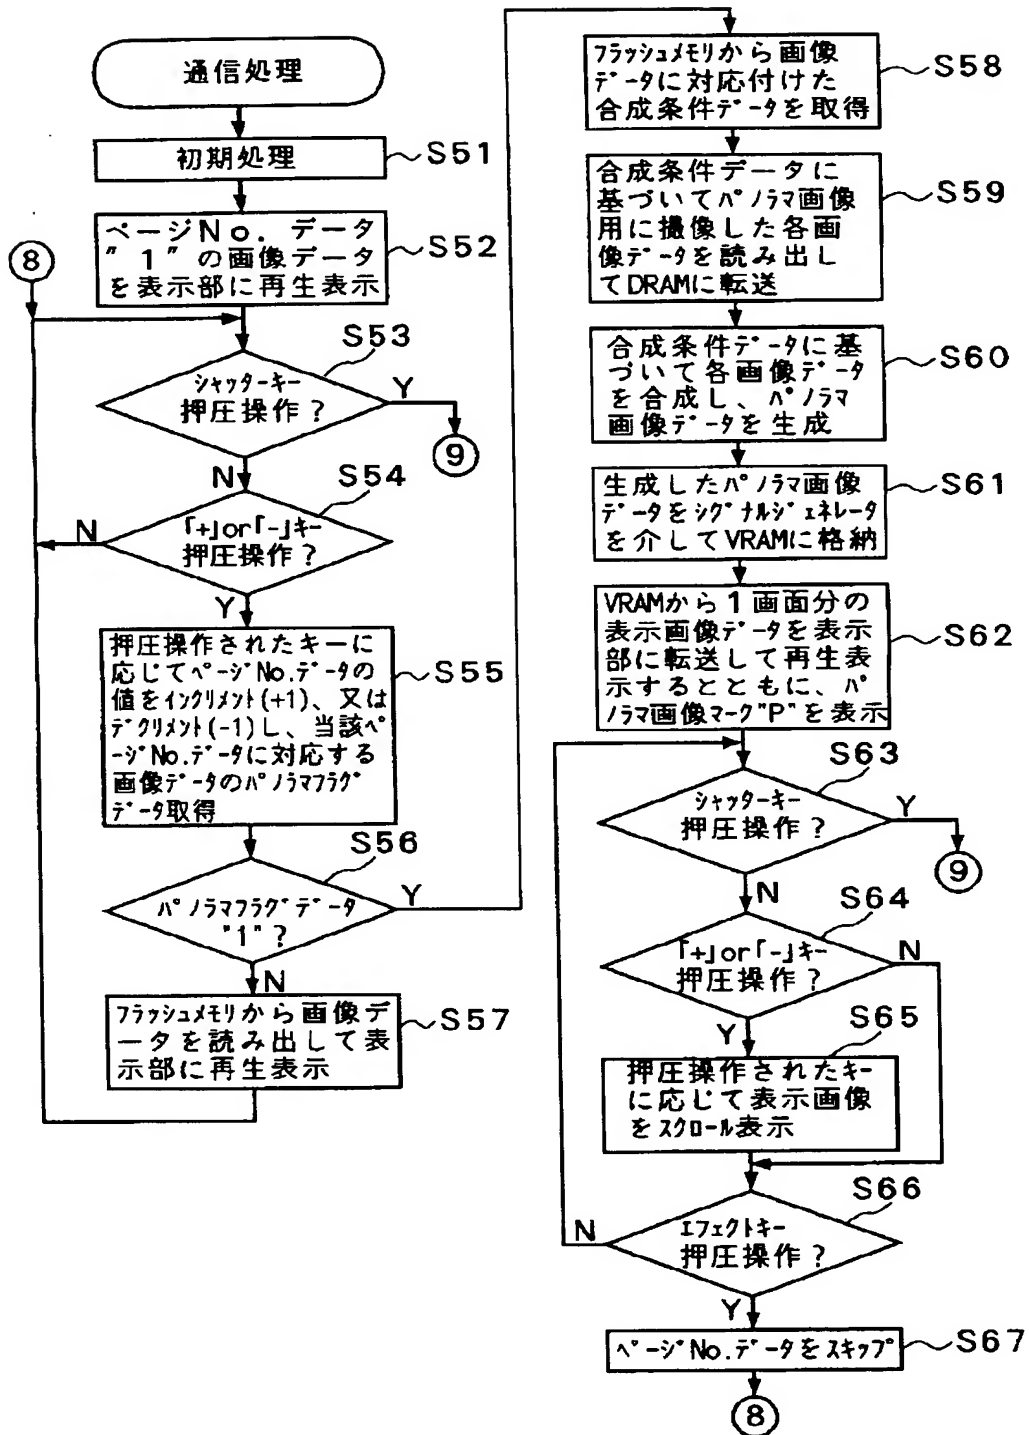 通信処理
初期処理
S51
ページNo. データ
"1"の画像データ
を表示部に再生表示
S52
8
S53
シャッターキー
押圧操作？
Y
9
N
S54
「+」or「-」キー
押圧操作？
N
Y
押圧操作されたキーに
応じてページNo.データの
値をインクリメント(+1)、又は
デクリメント(-1)し、当該ペ
ージNo.データに対応する
画像データのパノラマフラグ
データ取得
S55
S56
パノラマフラグデータ
"1"？
Y
N
フラッシュメモリから画像デ
ータを読み出して表
示部に再生表示
S57
フラッシュメモリから画像
データに対応付けた
合成条件データを取得
S58
合成条件データに
基づいてパノラマ画像
用に撮像した各画
像データを読み出し
てDRAMに転送
S59
合成条件データに基
づいて各画像データ
を合成し、パノラマ
画像データを生成
S60
生成したパノラマ画像
データをシグナルジェネレータ
を介してVRAMに格納
S61
VRAMから1画面分の
表示画像データを表示
部に転送して再生表
示するとともに、パ
ノラマ画像マーク"P"を表示
S62
S63
シャッターキー
押圧操作？
Y
9
N
S64
「+」or「-」キー
押圧操作？
N
Y
S65
押圧操作されたキー
に応じて表示画像
をスクロール表示
S66
エフェクトキー
押圧操作？
N
Y
ページNo.データをスキップ
S67
8